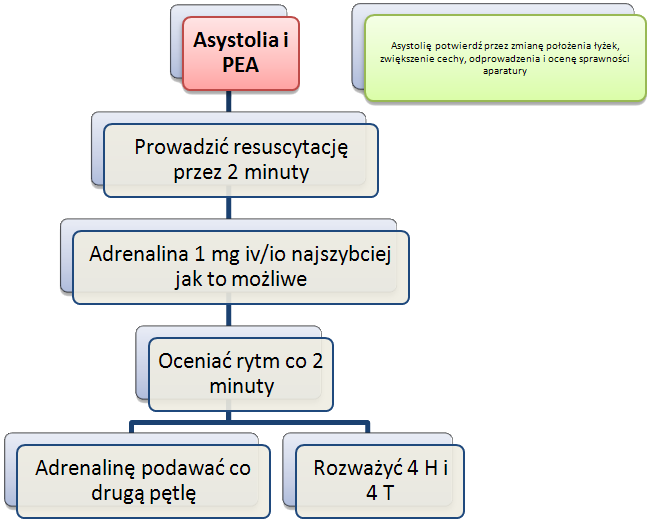 Asystolia i
PEA
Asystolię potwierdź przez zmianę położenia łyżek,
zwiększenie cechy, odprowadzenia i ocenę sprawności
aparatury
Prowadzić resuscytację
przez 2 minuty
Adrenalina 1 mg iv/io najszybciej
jak to możliwe
Oceniać rytm co 2
minuty
Adrenalinę podawać co
drugą pętlę
Rozważyć 4 H i
4 T